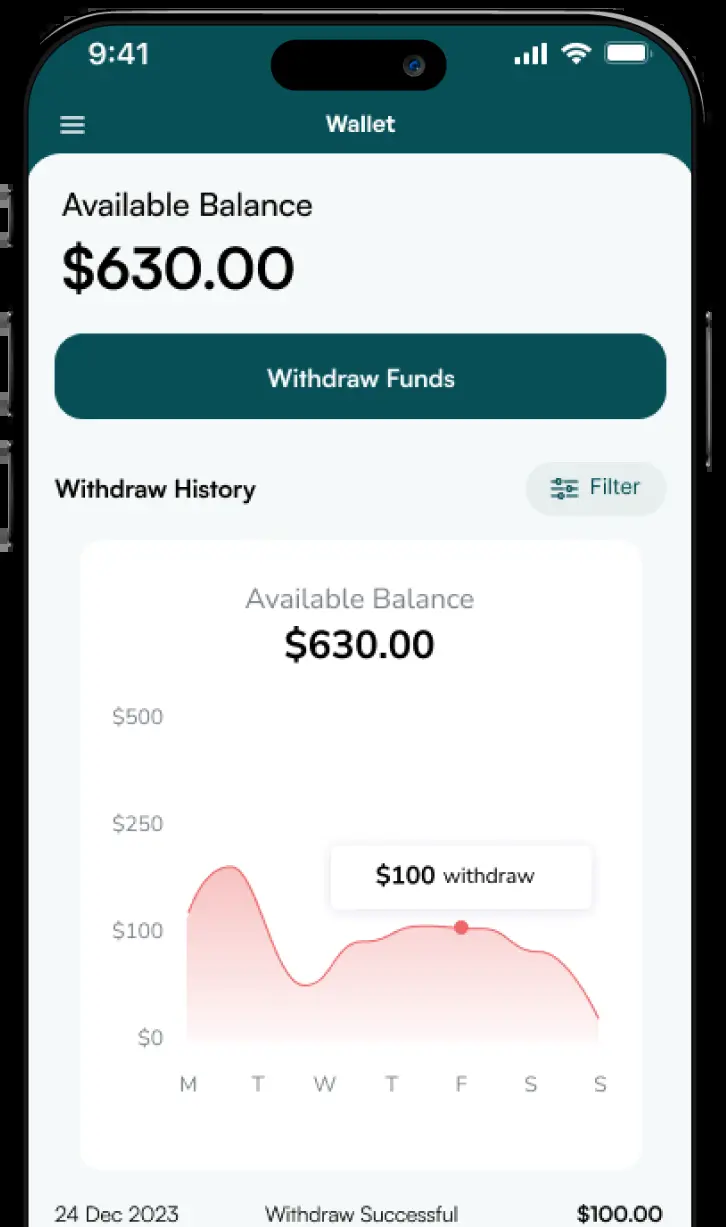 9:41
Wallet
Available Balance
$630.00
Withdraw Funds
Withdraw History
Filter
Available Balance
$630.00
$500
$250
$100 withdraw
$100
$0
M T W T F S S
24 Dec 2023 Withdraw Successful $100.00